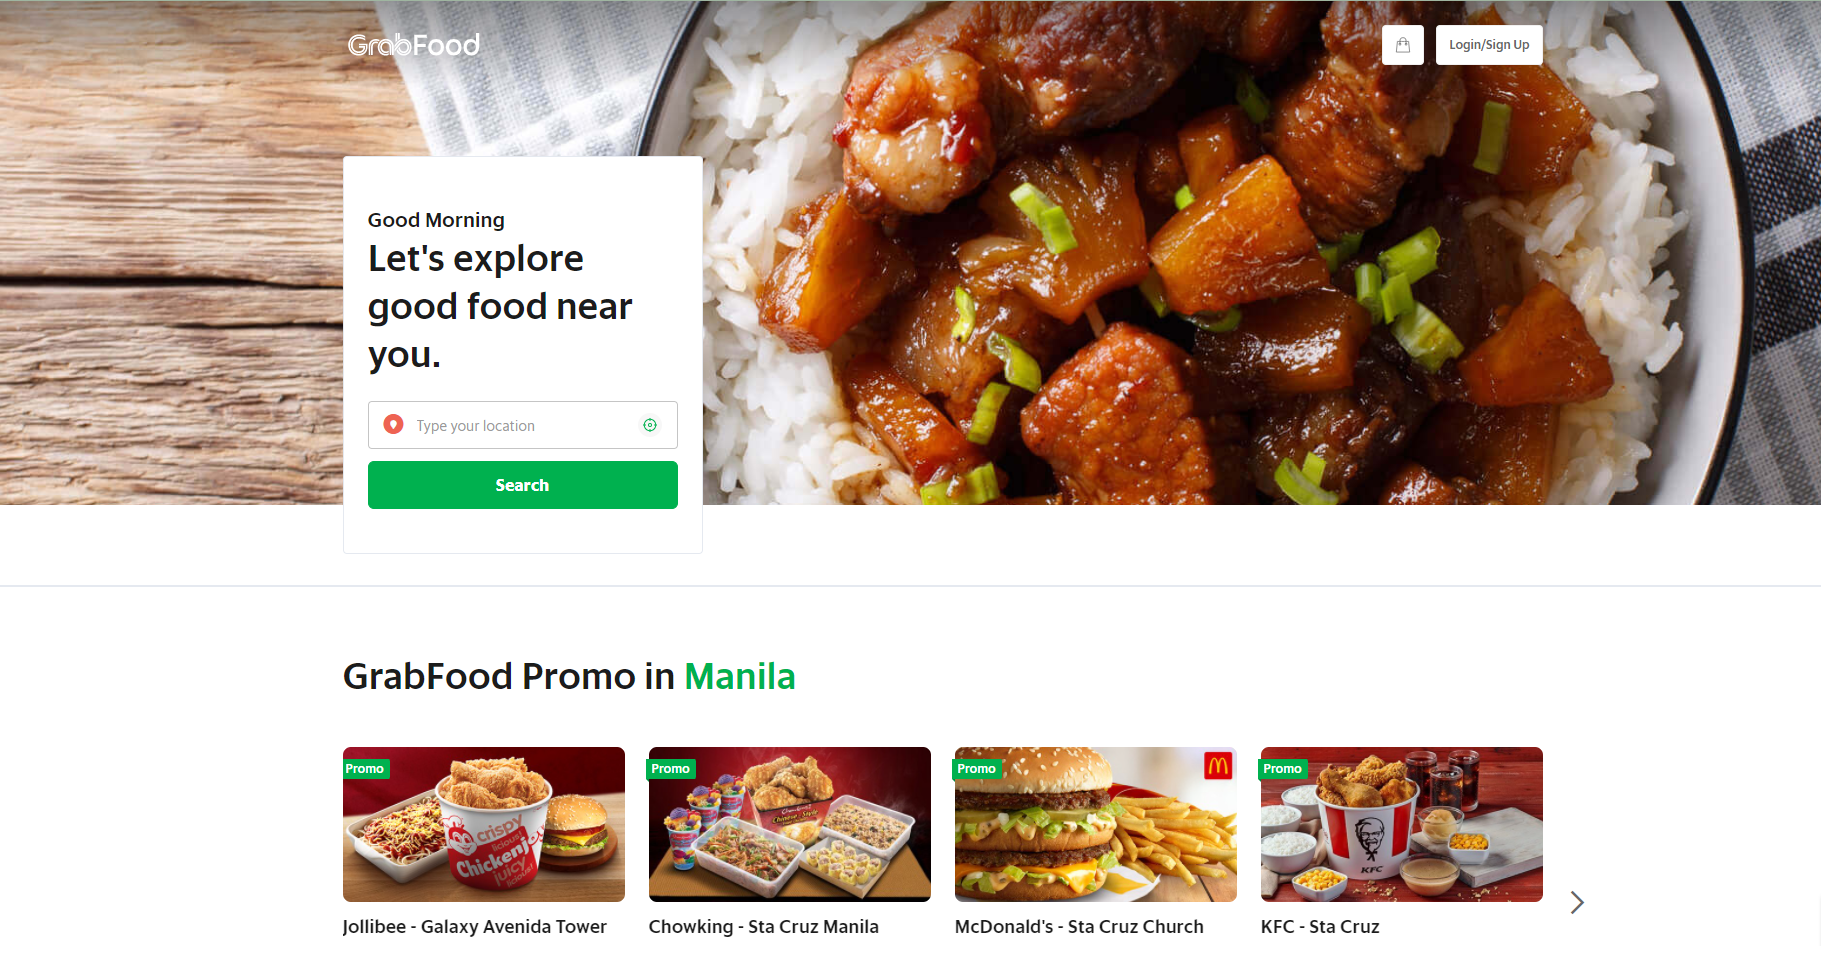 GrabFood
Login/Sign Up
Good Morning
Let's explore
good food near
you.
Type your location
Search
GrabFood Promo in Manila
Promo
crispy
licious!
Chickenjoy
juicy
licious!
Jollibee - Galaxy Avenida Tower
Promo
Chowking - Sta Cruz Manila
Promo
McDonald's - Sta Cruz Church
Promo
KFC
KFC - Sta Cruz